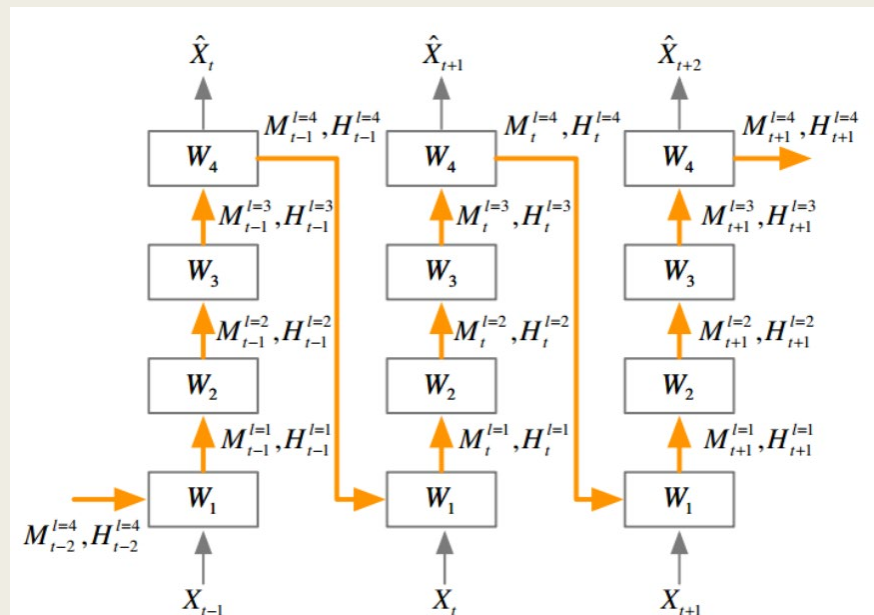 X̂_t X̂_{t+1} X̂_{t+2}
M_{t-1}^{l=4}, H_{t-1}^{l=4} M_t^{l=4}, H_t^{l=4} M_{t+1}^{l=4}, H_{t+1}^{l=4}
W_4 W_4 W_4
M_{t-1}^{l=3}, H_{t-1}^{l=3} M_t^{l=3}, H_t^{l=3} M_{t+1}^{l=3}, H_{t+1}^{l=3}
W_3 W_3 W_3
M_{t-1}^{l=2}, H_{t-1}^{l=2} M_t^{l=2}, H_t^{l=2} M_{t+1}^{l=2}, H_{t+1}^{l=2}
W_2 W_2 W_2
M_{t-1}^{l=1}, H_{t-1}^{l=1} M_t^{l=1}, H_t^{l=1} M_{t+1}^{l=1}, H_{t+1}^{l=1}
W_1 W_1 W_1
M_{t-2}^{l=4}, H_{t-2}^{l=4}
X_{t-1} X_t X_{t+1}